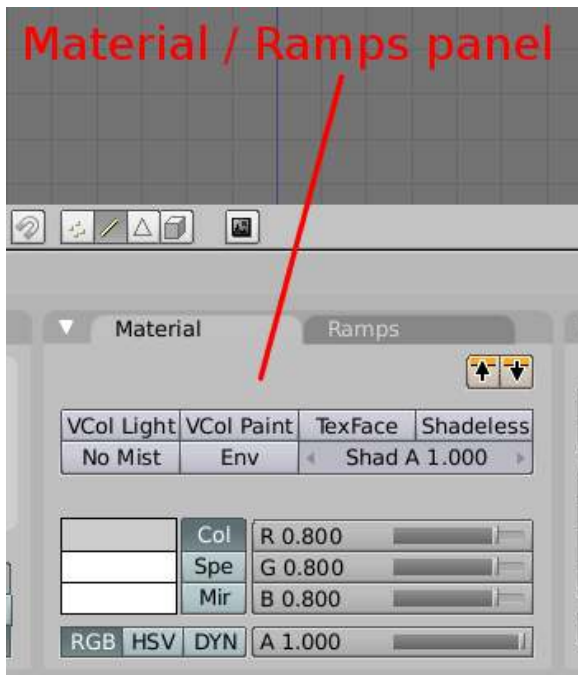 Material / Ramps panel
Material Ramps
VCol Light VCol Paint TexFace Shadeless
No Mist Env Shad A 1.000
Col R 0.800
Spe G 0.800
Mir B 0.800
RGB HSV DYN A 1.000